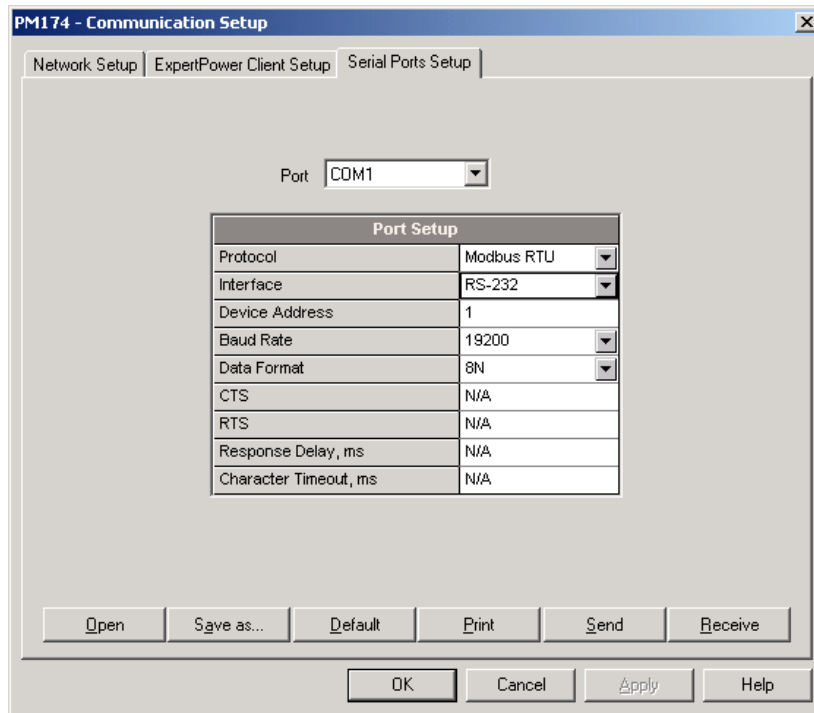 PM174 - Communication Setup
Network Setup ExpertPower Client Setup Serial Ports Setup
Port COM1
Port Setup
Protocol Modbus RTU
Interface RS-232
Device Address 1
Baud Rate 19200
Data Format 8N
CTS N/A
RTS N/A
Response Delay, ms N/A
Character Timeout, ms N/A
Open Save as... Default Print Send Receive
OK Cancel Apply Help